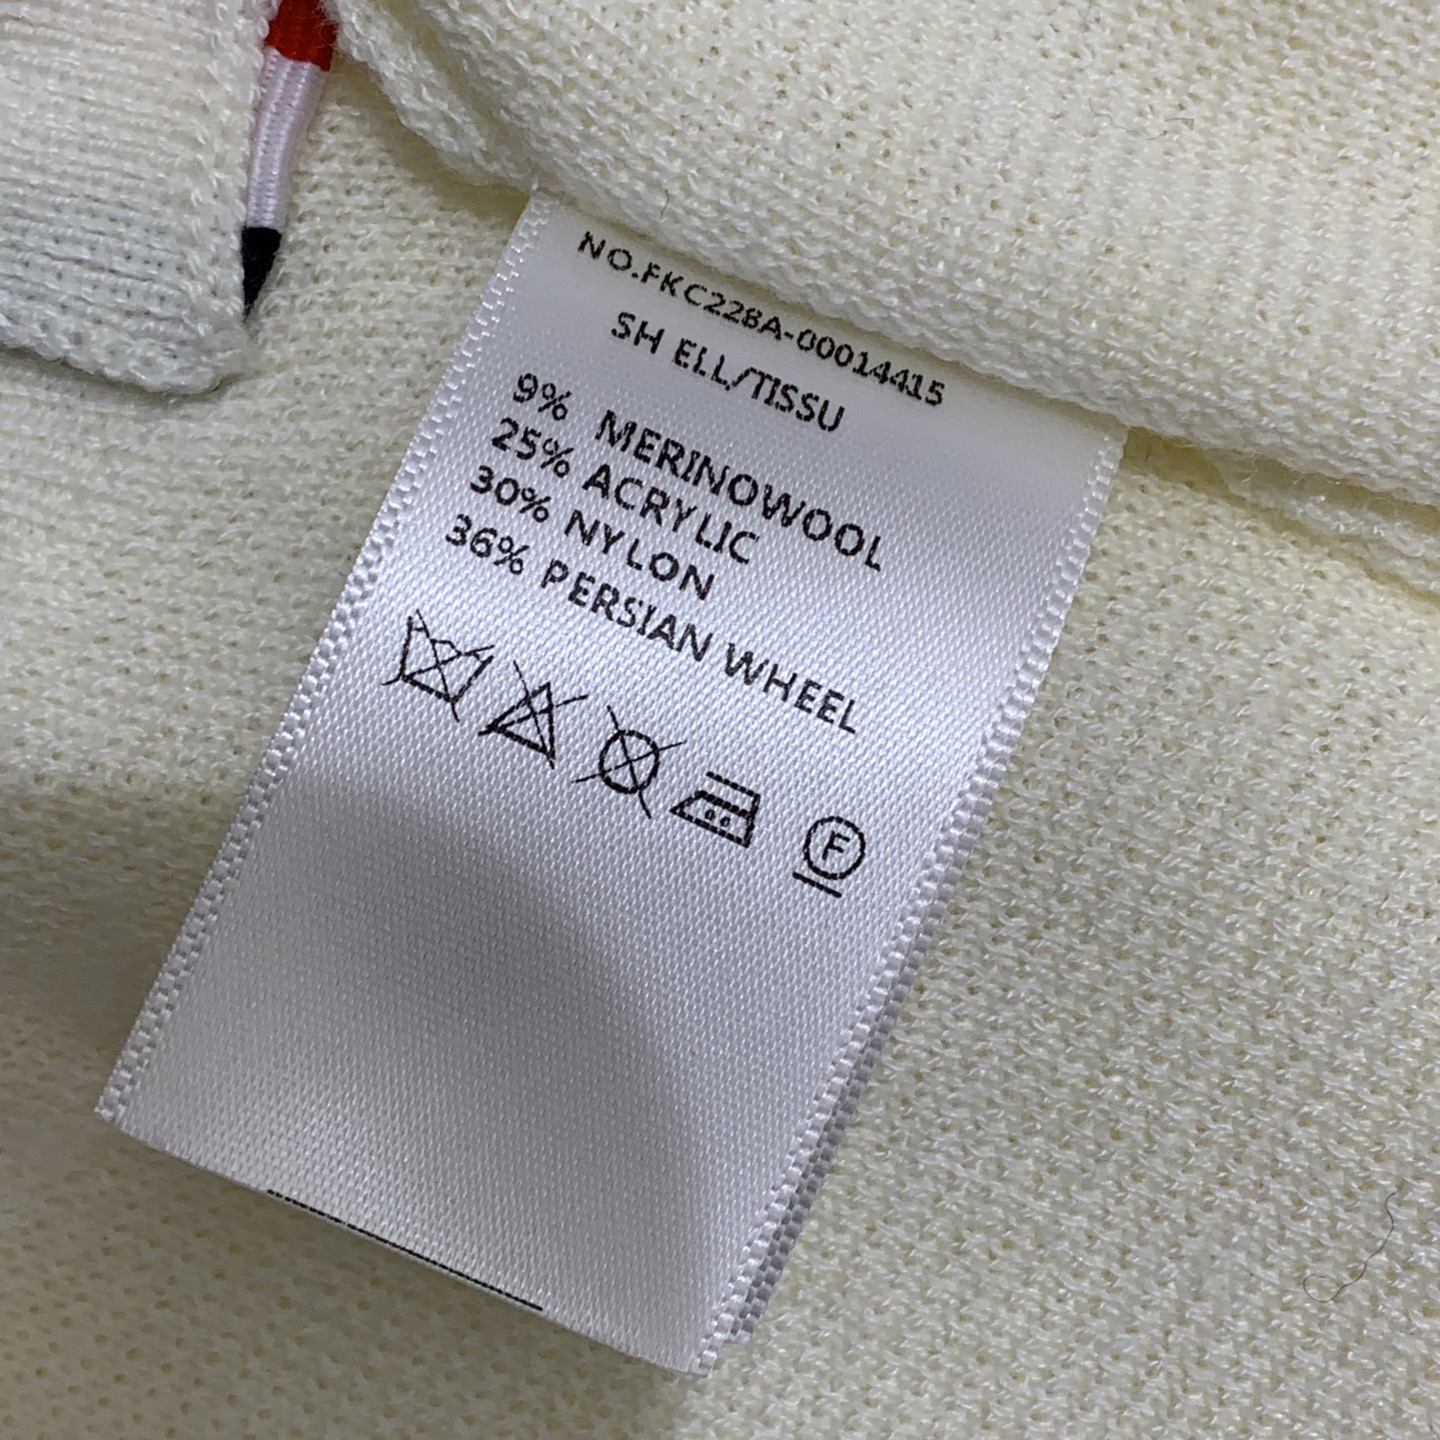 NO.FKC228A-00014415
SH ELL/TISSU
9% MERINOWOOL
25% ACRYLIC
30% NYLON
36% PERSIAN WHEEL
F